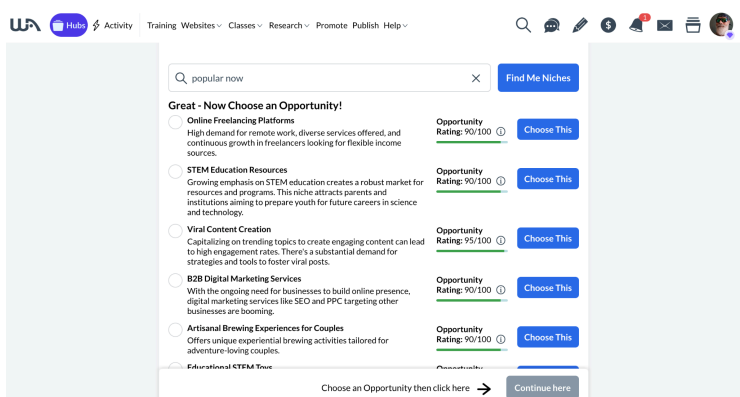 WA Hubs Activity Training Websites Classes Research Promote Publish Help 1
popular now Find Me Niches
Great - Now Choose an Opportunity!
Online Freelancing Platforms
High demand for remote work, diverse services offered, and
continuous growth in freelancers looking for flexible income
sources.
Opportunity
Rating: 90/100
Choose This
STEM Education Resources
Growing emphasis on STEM education creates a robust market for
resources and programs. This niche attracts parents and
institutions aiming to prepare youth for future careers in science
and technology.
Opportunity
Rating: 90/100
Choose This
Viral Content Creation
Capitalizing on trending topics to create engaging content can lead
to high engagement rates. There's a substantial demand for
strategies and tools to foster viral posts.
Opportunity
Rating: 95/100
Choose This
B2B Digital Marketing Services
With the ongoing need for businesses to build online presence,
digital marketing services like SEO and PPC targeting other
businesses are booming.
Opportunity
Rating: 90/100
Choose This
Artisanal Brewing Experiences for Couples
Offers unique experiential brewing activities tailored for
adventure-loving couples.
Opportunity
Rating: 90/100
Choose This
Educational STEM Toys
Opportunity
Choose an Opportunity then click here → Continue here